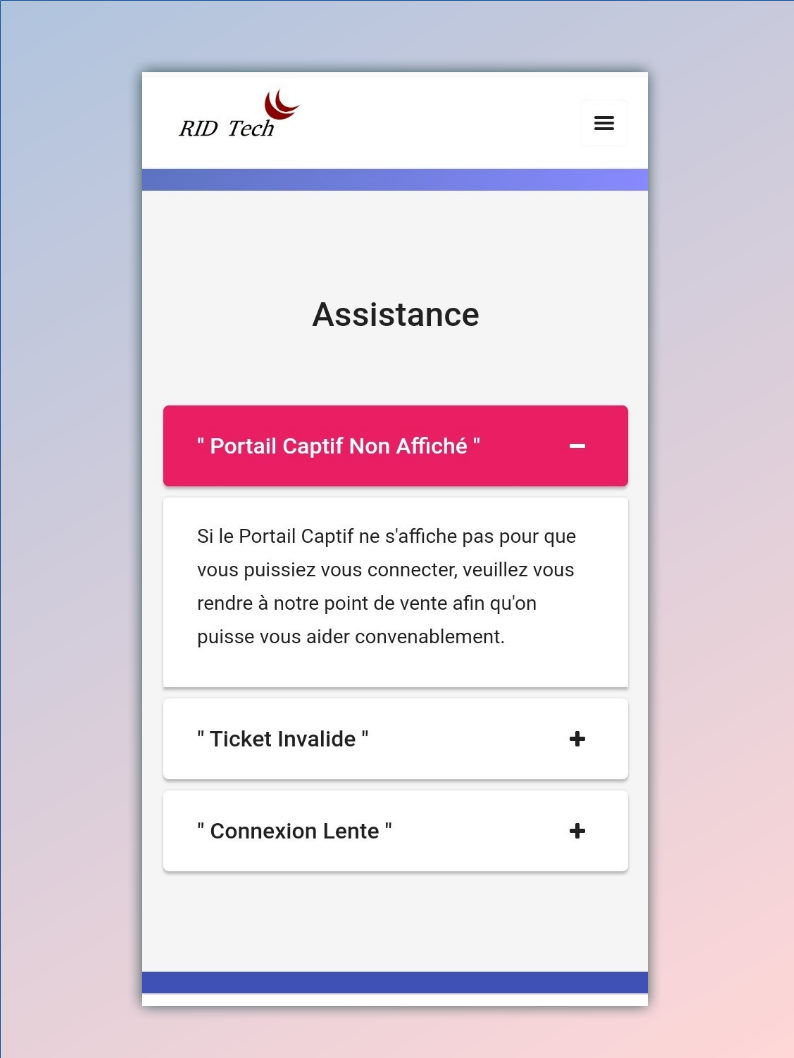 RID Tech
Assistance
" Portail Captif Non Affiché "
Si le Portail Captif ne s'affiche pas pour que
vous puissiez vous connecter, veuillez vous
rendre à notre point de vente afin qu'on
puisse vous aider convenablement.
" Ticket Invalide "
" Connexion Lente "